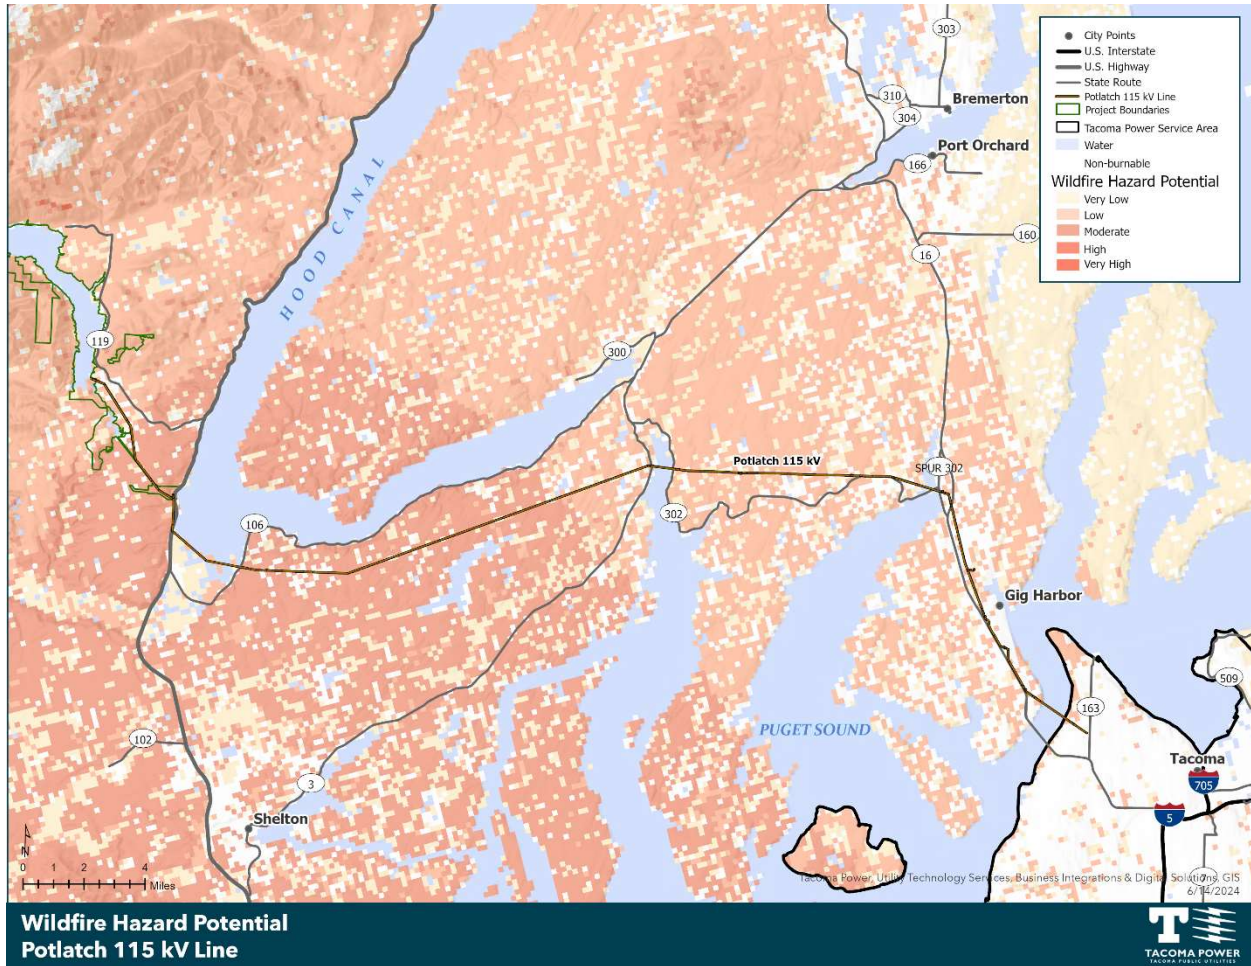 303
310
304
Bremerton
Port Orchard
166
160
16
HOOD CANAL
119
300
Potlatch 115 kV
SPUR 302
302
106
Gig Harbor
163
509
PUGET SOUND
102
3
Shelton
Tacoma
705
5
7
City Points
U.S. Interstate
U.S. Highway
State Route
Potlatch 115 kV Line
Project Boundaries
Tacoma Power Service Area
Water
Non-burnable
Wildfire Hazard Potential
Very Low
Low
Moderate
High
Very High
N
0 1 2 4
Miles
Tacoma Power, Utility Technology Services, Business Integrations & Digital Solutions, GIS
6/14/2024
Wildfire Hazard Potential
Potlatch 115 kV Line
TACOMA POWER
TACOMA PUBLIC UTILITIES